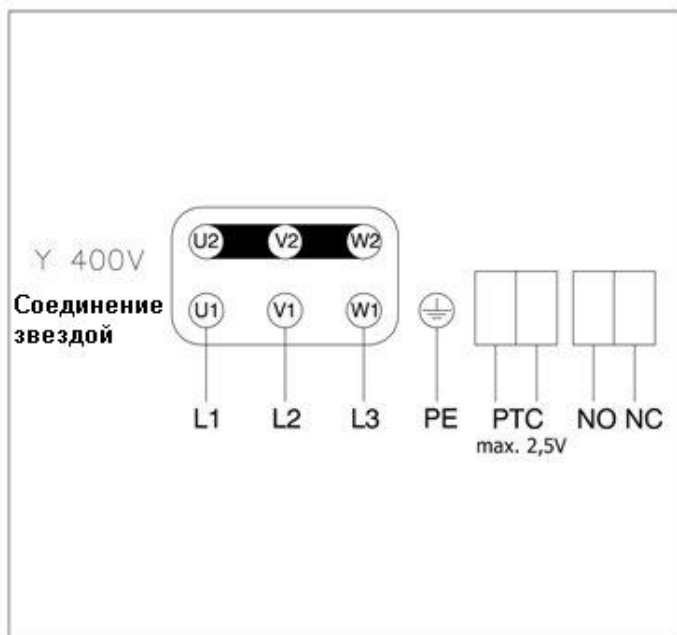 U2 V2 W2
Y 400V
Соединение
звездой
U1 V1 W1
L1 L2 L3 PE PTC NO NC
max. 2,5V